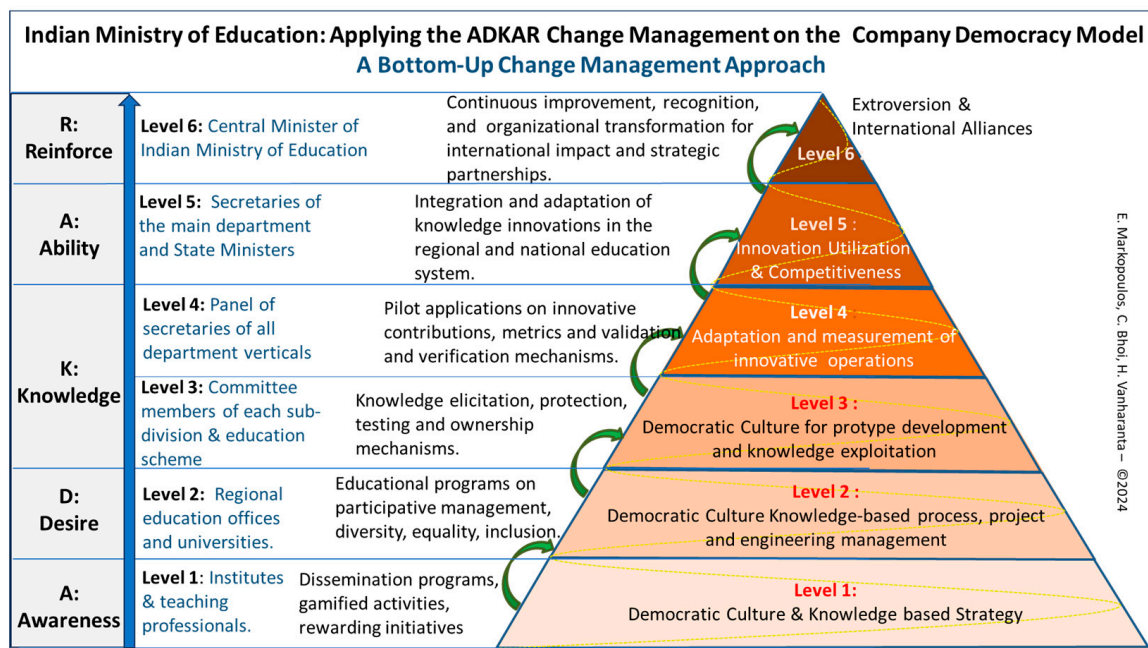 Indian Ministry of Education: Applying the ADKAR Change Management on the Company Democracy Model
A Bottom-Up Change Management Approach
R:
Reinforce
Level 6: Central Minister of
Indian Ministry of Education
Continuous improvement, recognition,
and organizational transformation for
international impact and strategic
partnerships.
Level 6 :
Extroversion &
International Alliances
A:
Ability
Level 5: Secretaries of
the main department
and State Ministers
Integration and adaptation of
knowledge innovations in the
regional and national education
system.
Level 5 :
Innovation Utilization
& Competitiveness
K:
Knowledge
Level 4: Panel of
secretaries of all
department verticals
Pilot applications on innovative
contributions, metrics and validation
and verification mechanisms.
Level 4 :
Adaptation and measurement of
innovative operations
Level 3: Committee
members of each sub-
division & education
scheme
Knowledge elicitation, protection,
testing and ownership
mechanisms.
Level 3 :
Democratic Culture for protype development
and knowledge exploitation
D:
Desire
Level 2: Regional
education offices
and universities.
Educational programs on
participative management,
diversity, equality, inclusion.
Level 2 :
Democratic Culture Knowledge-based process, project
and engineering management
A:
Awareness
Level 1: Institutes
& teaching
professionals.
Dissemination programs,
gamified activities,
rewarding initiatives
Level 1:
Democratic Culture & Knowledge based Strategy
E. Markopoulos, C. Bhoi, H. Vanharanta – ©2024